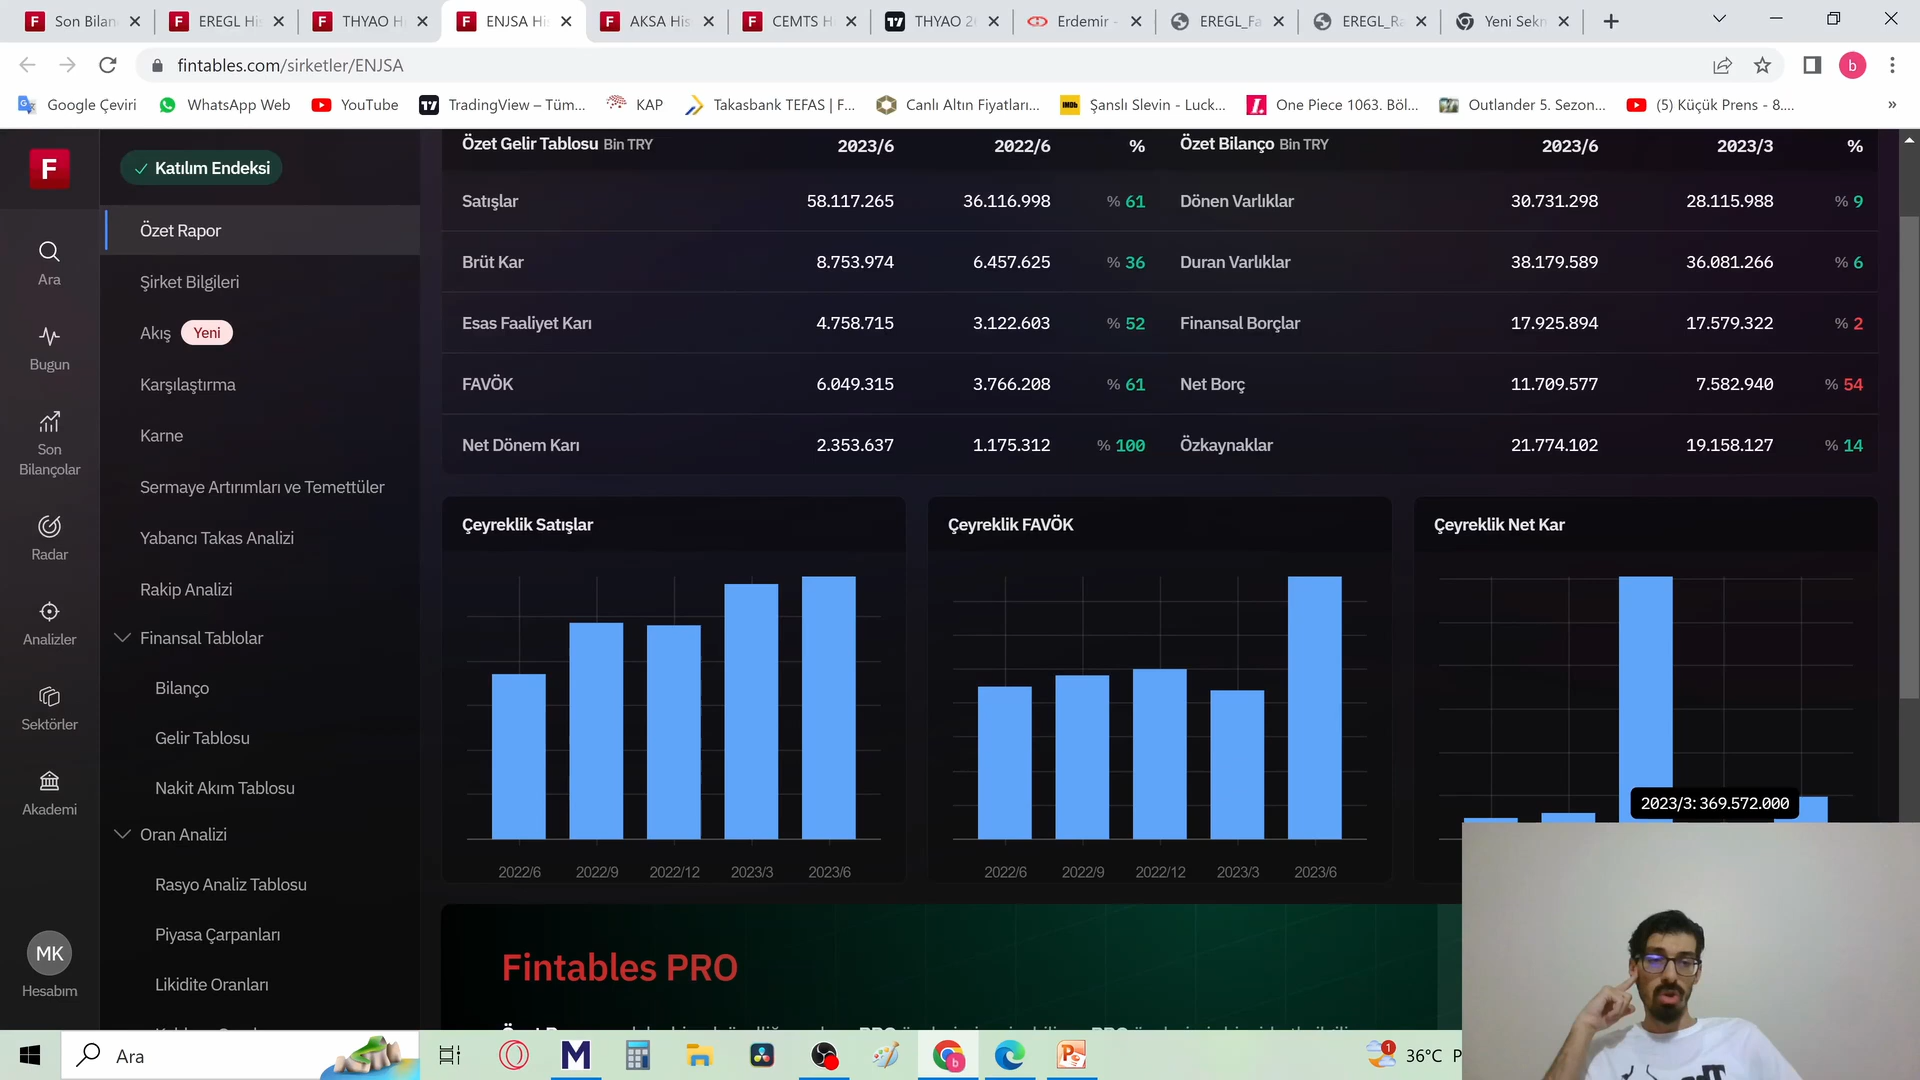 Son Bilan
EREGL His
THYAO H
ENJSA His
AKSA His
CEMTS H
THYAO 2
Erdemir -
EREGL_Fa
EREGL_Ra
Yeni Sekn
fintables.com/sirketler/ENJSA
b
Google Çeviri
WhatsApp Web
YouTube
TradingView – Tüm...
KAP
Takasbank TEFAS | F...
Canlı Altın Fiyatları...
IMDb
Şanslı Slevin - Luck...
One Piece 1063. Böl...
Outlander 5. Sezon...
(5) Küçük Prens - 8....
»
F
Ara
Bugun
Son
Bilançolar
Radar
Analizler
Sektörler
Akademi
MK
Hesabım
Katılım Endeksi
Özet Rapor
Şirket Bilgileri
Akış Yeni
Karşılaştırma
Karne
Sermaye Artırımları ve Temettüler
Yabancı Takas Analizi
Rakip Analizi
Finansal Tablolar
Bilanço
Gelir Tablosu
Nakit Akım Tablosu
Oran Analizi
Rasyo Analiz Tablosu
Piyasa Çarpanları
Likidite Oranları
Özet Gelir Tablosu Bin TRY 2023/6 2022/6 %
Satışlar 58.117.265 36.116.998 % 61
Brüt Kar 8.753.974 6.457.625 % 36
Esas Faaliyet Karı 4.758.715 3.122.603 % 52
FAVÖK 6.049.315 3.766.208 % 61
Net Dönem Karı 2.353.637 1.175.312 % 100
Özet Bilanço Bin TRY 2023/6 2023/3 %
Dönen Varlıklar 30.731.298 28.115.988 % 9
Duran Varlıklar 38.179.589 36.081.266 % 6
Finansal Borçlar 17.925.894 17.579.322 % 2
Net Borç 11.709.577 7.582.940 % 54
Özkaynaklar 21.774.102 19.158.127 % 14
Çeyreklik Satışlar
2022/6 2022/9 2022/12 2023/3 2023/6
Çeyreklik FAVÖK
2022/6 2022/9 2022/12 2023/3 2023/6
Çeyreklik Net Kar
2023/3: 369.572.000
Fintables PRO
Ara
1
36°C P